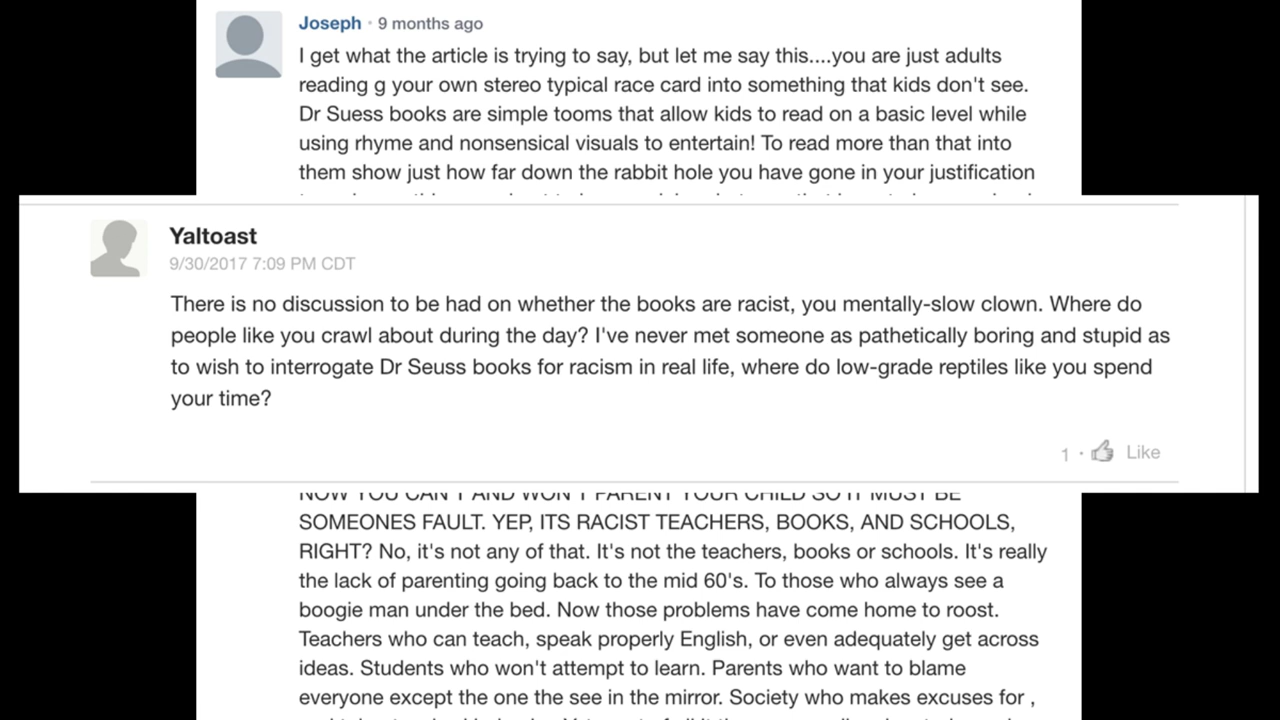 Joseph • 9 months ago
I get what the article is trying to say, but let me say this....you are just adults
reading g your own stereo typical race card into something that kids don't see.
Dr Suess books are simple tooms that allow kids to read on a basic level while
using rhyme and nonsensical visuals to entertain! To read more than that into
them show just how far down the rabbit hole you have gone in your justification
Yaltoast
9/30/2017 7:09 PM CDT
There is no discussion to be had on whether the books are racist, you mentally-slow clown. Where do
people like you crawl about during the day? I've never met someone as pathetically boring and stupid as
to wish to interrogate Dr Seuss books for racism in real life, where do low-grade reptiles like you spend
your time?
1 • Like
NOW YOU CAN'T AND WON'T PARENT YOUR CHILD SO IT MUST BE
SOMEONES FAULT. YEP, ITS RACIST TEACHERS, BOOKS, AND SCHOOLS,
RIGHT? No, it's not any of that. It's not the teachers, books or schools. It's really
the lack of parenting going back to the mid 60's. To those who always see a
boogie man under the bed. Now those problems have come home to roost.
Teachers who can teach, speak properly English, or even adequately get across
ideas. Students who won't attempt to learn. Parents who want to blame
everyone except the one the see in the mirror. Society who makes excuses for ,